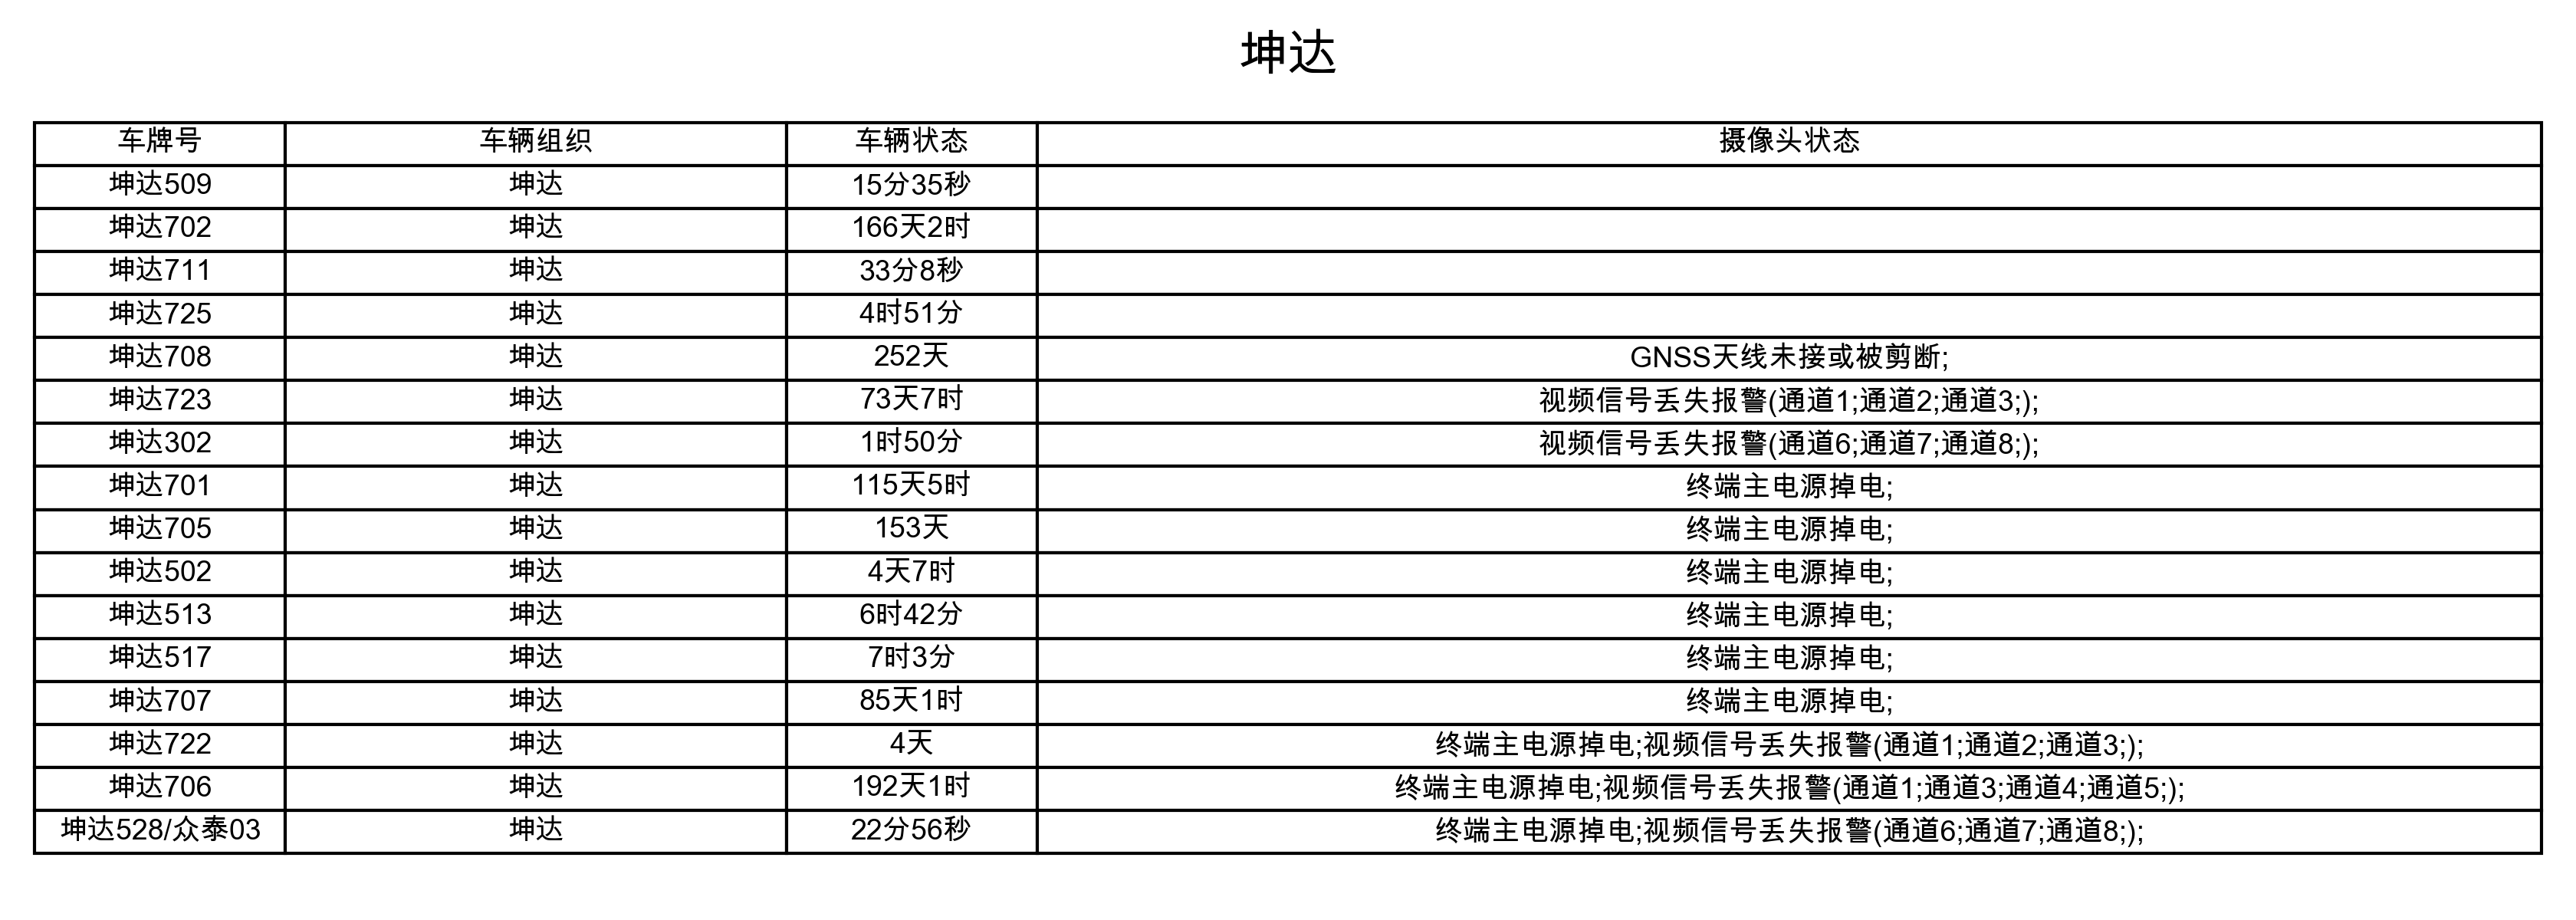 坤达
车牌号 车辆组织 车辆状态 摄像头状态
坤达509 坤达 15分35秒
坤达702 坤达 166天2时
坤达711 坤达 33分8秒
坤达725 坤达 4时51分
坤达708 坤达 252天 GNSS天线未接或被剪断;
坤达723 坤达 73天7时 视频信号丢失报警(通道1;通道2;通道3;);
坤达302 坤达 1时50分 视频信号丢失报警(通道6;通道7;通道8;);
坤达701 坤达 115天5时 终端主电源掉电;
坤达705 坤达 153天 终端主电源掉电;
坤达502 坤达 4天7时 终端主电源掉电;
坤达513 坤达 6时42分 终端主电源掉电;
坤达517 坤达 7时3分 终端主电源掉电;
坤达707 坤达 85天1时 终端主电源掉电;
坤达722 坤达 4天 终端主电源掉电;视频信号丢失报警(通道1;通道2;通道3;);
坤达706 坤达 192天1时 终端主电源掉电;视频信号丢失报警(通道1;通道3;通道4;通道5;);
坤达528/众泰03 坤达 22分56秒 终端主电源掉电;视频信号丢失报警(通道6;通道7;通道8;);